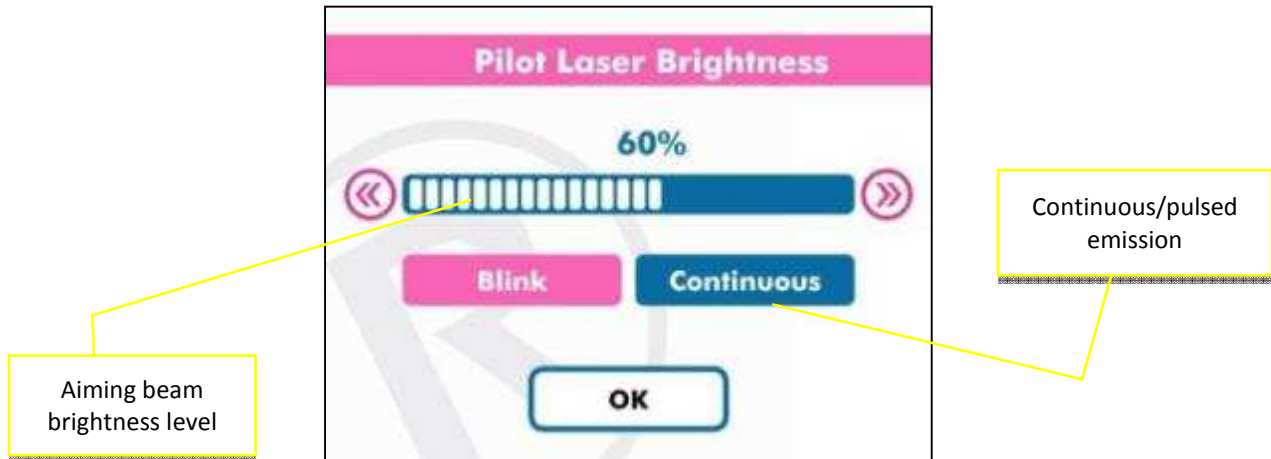 Pilot Laser Brightness
60%
Blink
Continuous
OK
Continuous/pulsed
emission
Aiming beam
brightness level